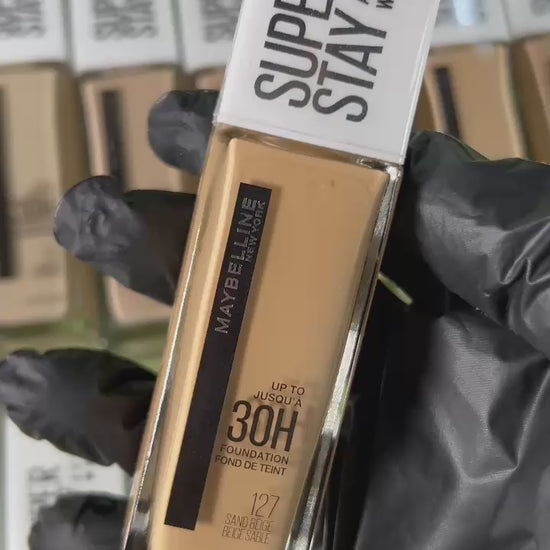 SUPER
STAY
MAYBELLINE
NEW YORK
UP TO
JUSQU'À
30H
FOUNDATION
FOND DE TEINT
127
SAND BEIGE
BEIGE SABLE